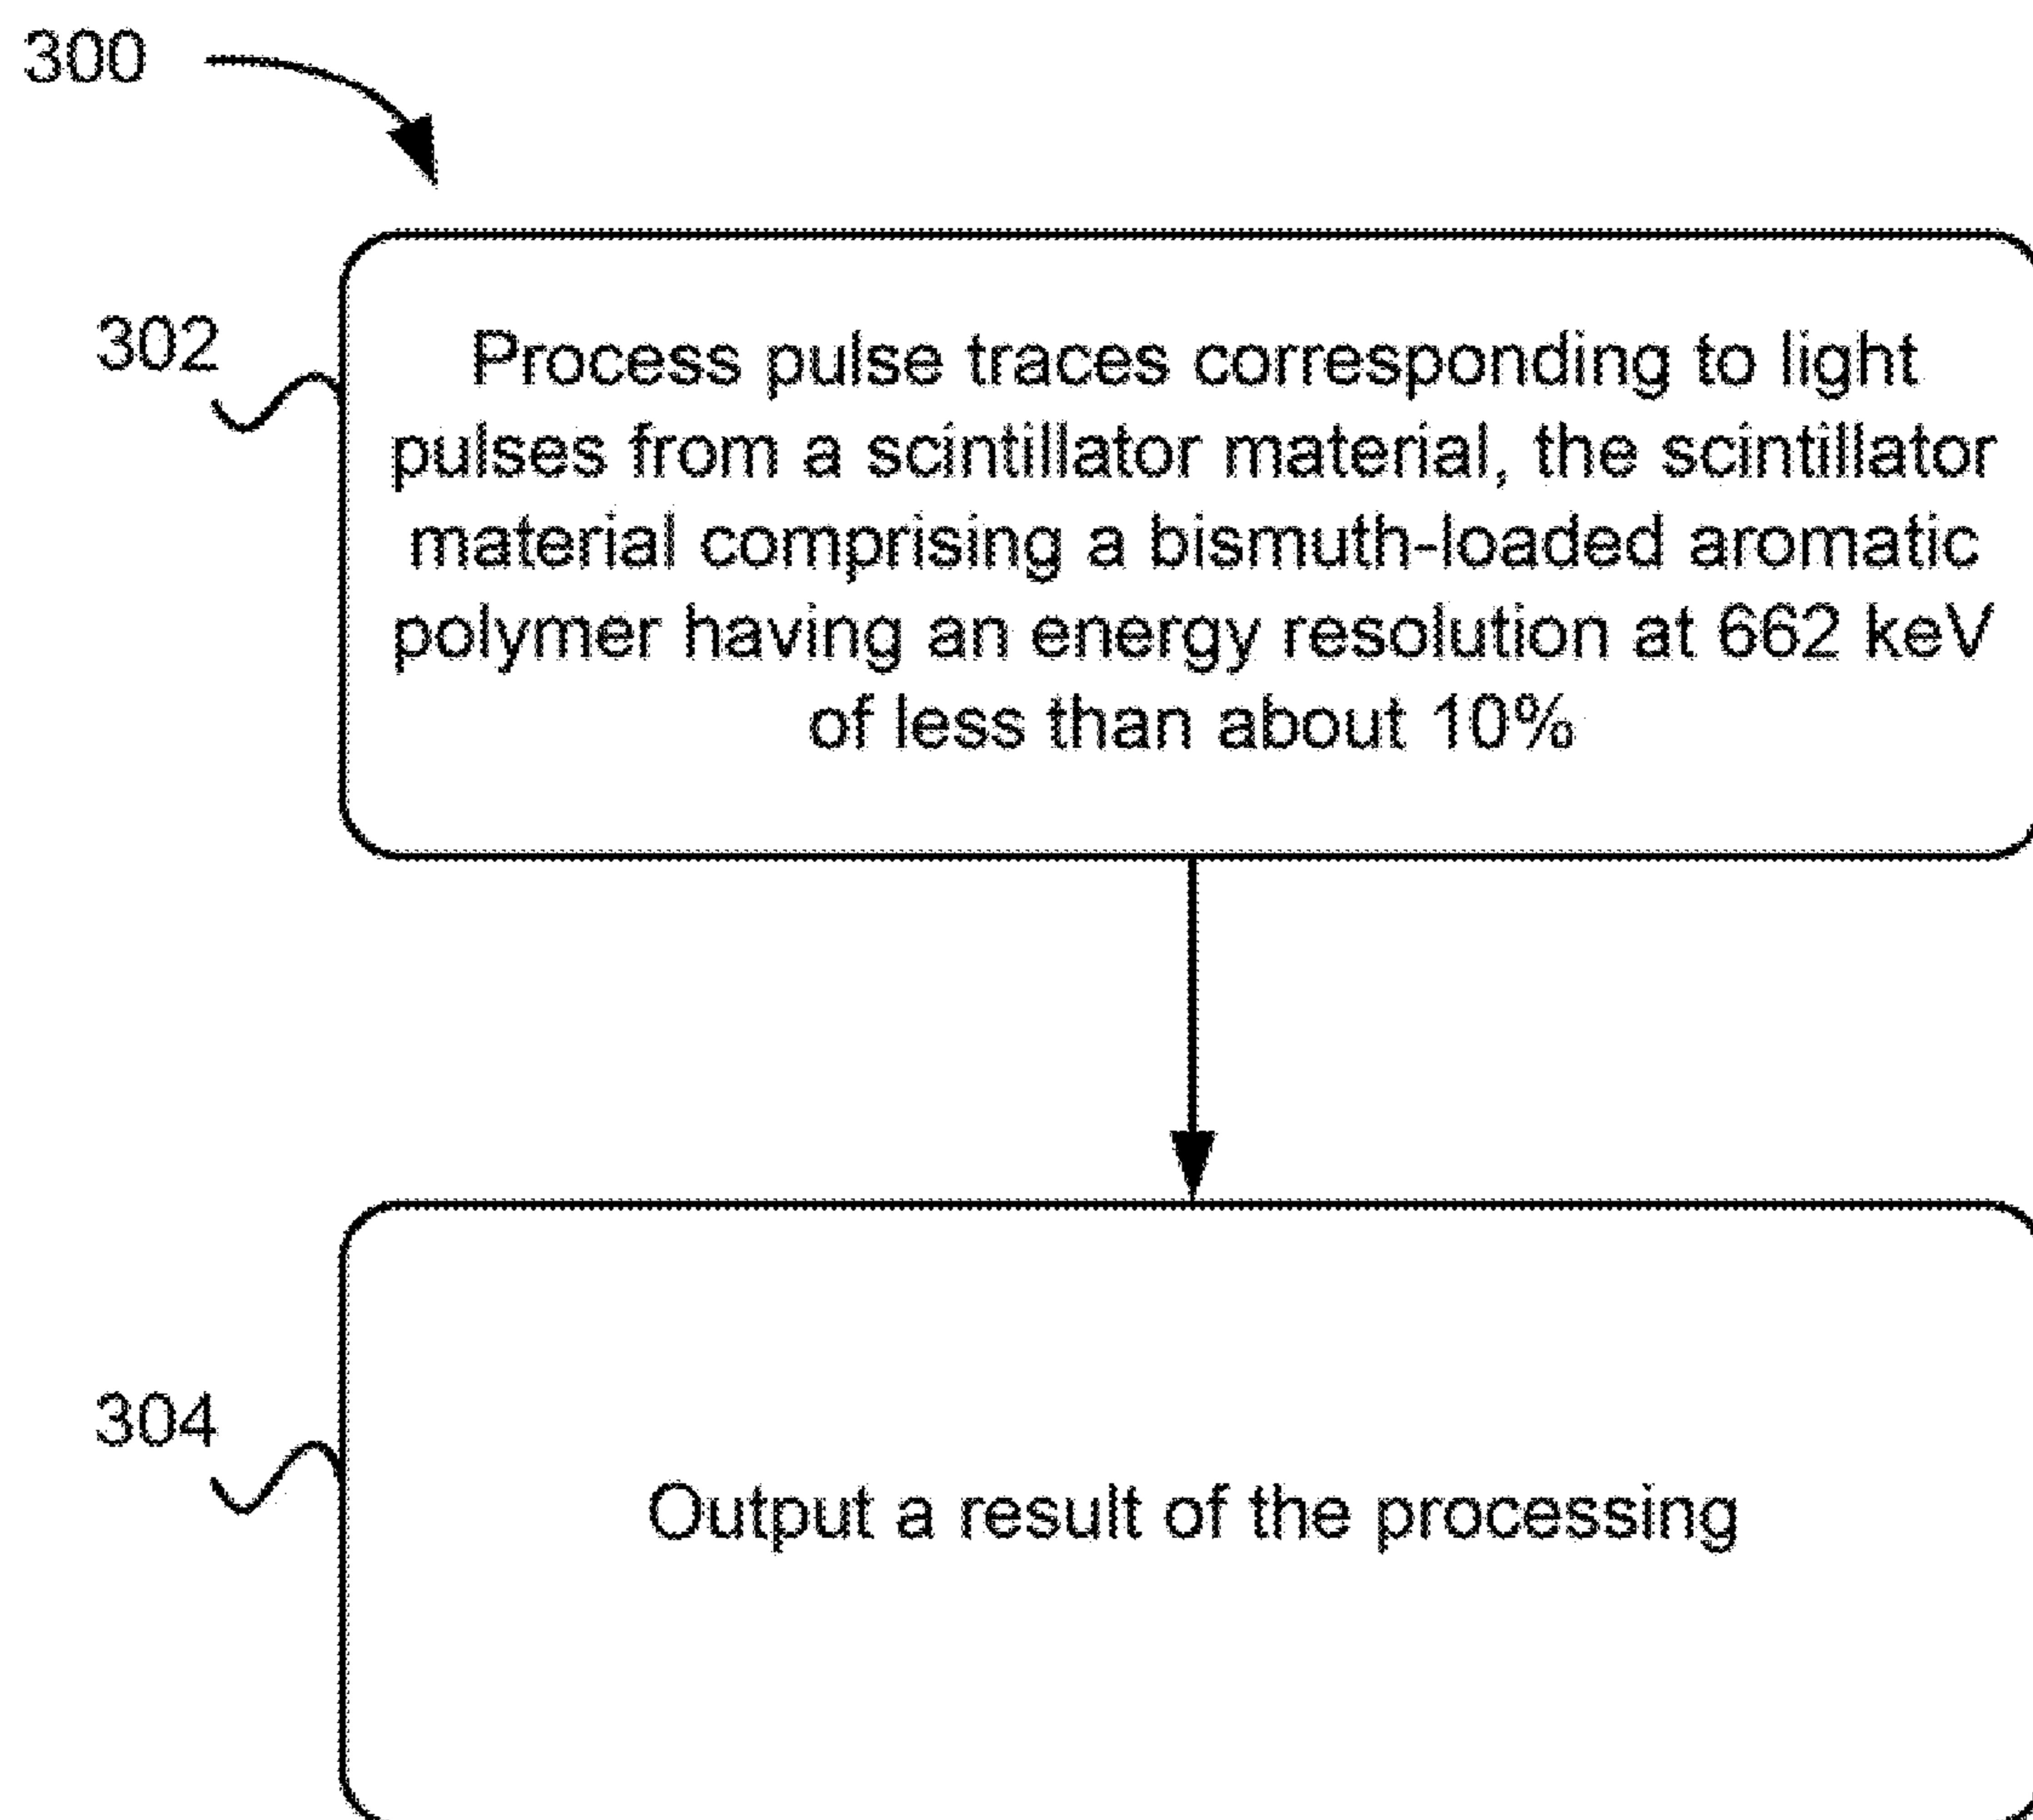 300
302
Process pulse traces corresponding to light
pulses from a scintillator material, the scintillator
material comprising a bismuth-loaded aromatic
polymer having an energy resolution at 662 keV
of less than about 10%
304
Output a result of the processing